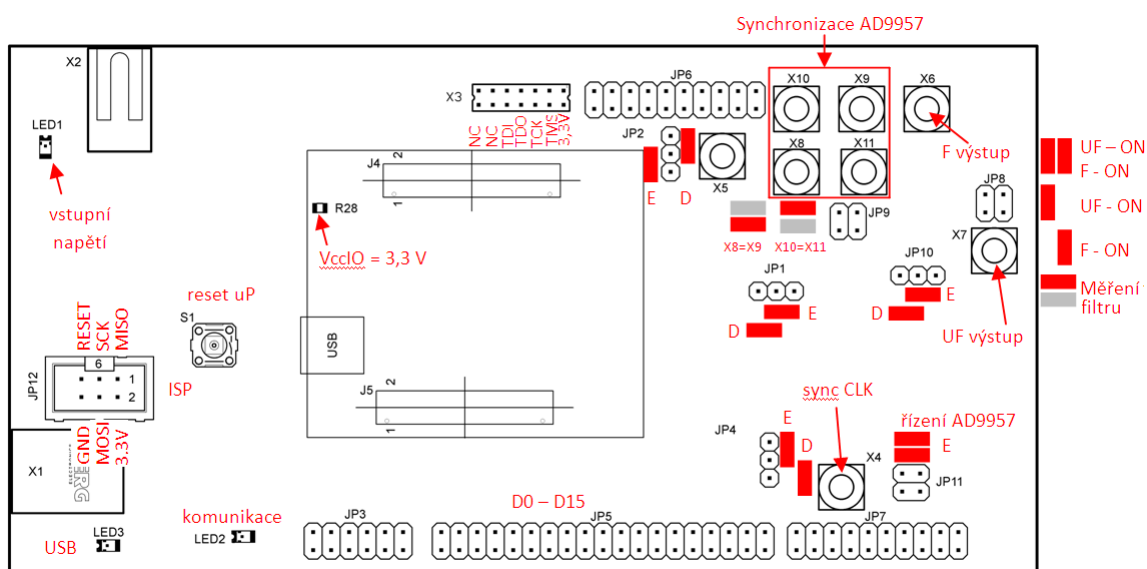 Synchronizace AD9957
X2
LED1
vstupní
napětí
X3
NC
NC
TDI
TDO
TCK
TMS
3,3V
JP6
JP2
E
D
X5
X10
X9
X8
X11
X6
F výstup
UF – ON
F - ON
UF - ON
F - ON
Měření
filtru
JP8
X7
UF výstup
J4
2
1
R28
VccIO = 3,3 V
X8=X9
X10=X11
JP9
JP1
E
D
JP10
E
D
reset uP
S1
USB
RESET
SCK
MISO
6
1
2
JP12
ISP
GND
MOSI
3.3V
X1
ERG
J5
2
1
sync CLK
řízení AD9957
E
JP4
E
D
X4
JP11
D0 – D15
komunikace
LED2
USB
LED3
JP3
JP5
JP7